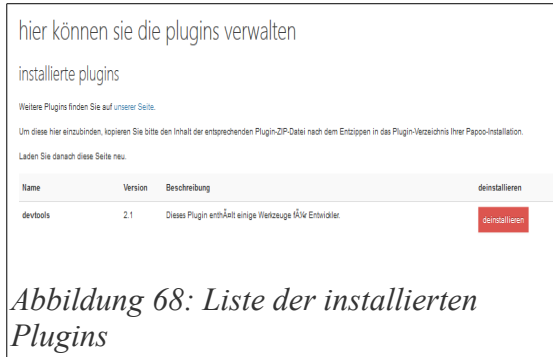 hier können sie die plugins verwalten
installierte plugins
Weitere Plugins finden Sie auf unserer Seite.
Um diese hier einzubinden, kopieren Sie bitte den Inhalt der entsprechenden Plugin-ZIP-Datei nach dem Entzippen in das Plugin-Verzeichnis Ihrer Papoo-Installation.
Laden Sie danach diese Seite neu.
Name Version Beschreibung deinstallieren
devtools 2.1 Dieses Plugin enthÃ¤lt einige Werkzeuge fÃ¼r Entwickler. deinstallieren
Abbildung 68: Liste der installierten
Plugins